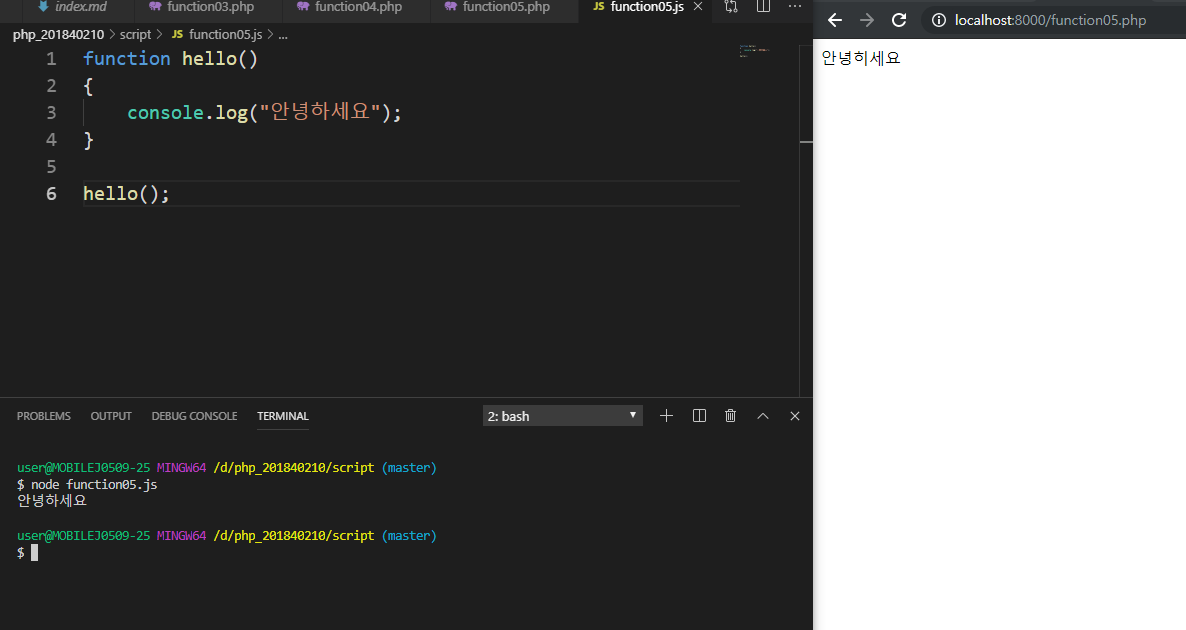 index.md function03.php function04.php function05.php JS function05.js
php_201840210 > script > JS function05.js > ...
1 function hello()
2 {
3 console.log("안녕하세요");
4 }
5
6 hello();
PROBLEMS OUTPUT DEBUG CONSOLE TERMINAL 2: bash
user@MOBILEJ0509-25 MINGW64 /d/php_201840210/script (master)
$ node function05.js
안녕하세요
user@MOBILEJ0509-25 MINGW64 /d/php_201840210/script (master)
$
localhost:8000/function05.php
안녕히세요